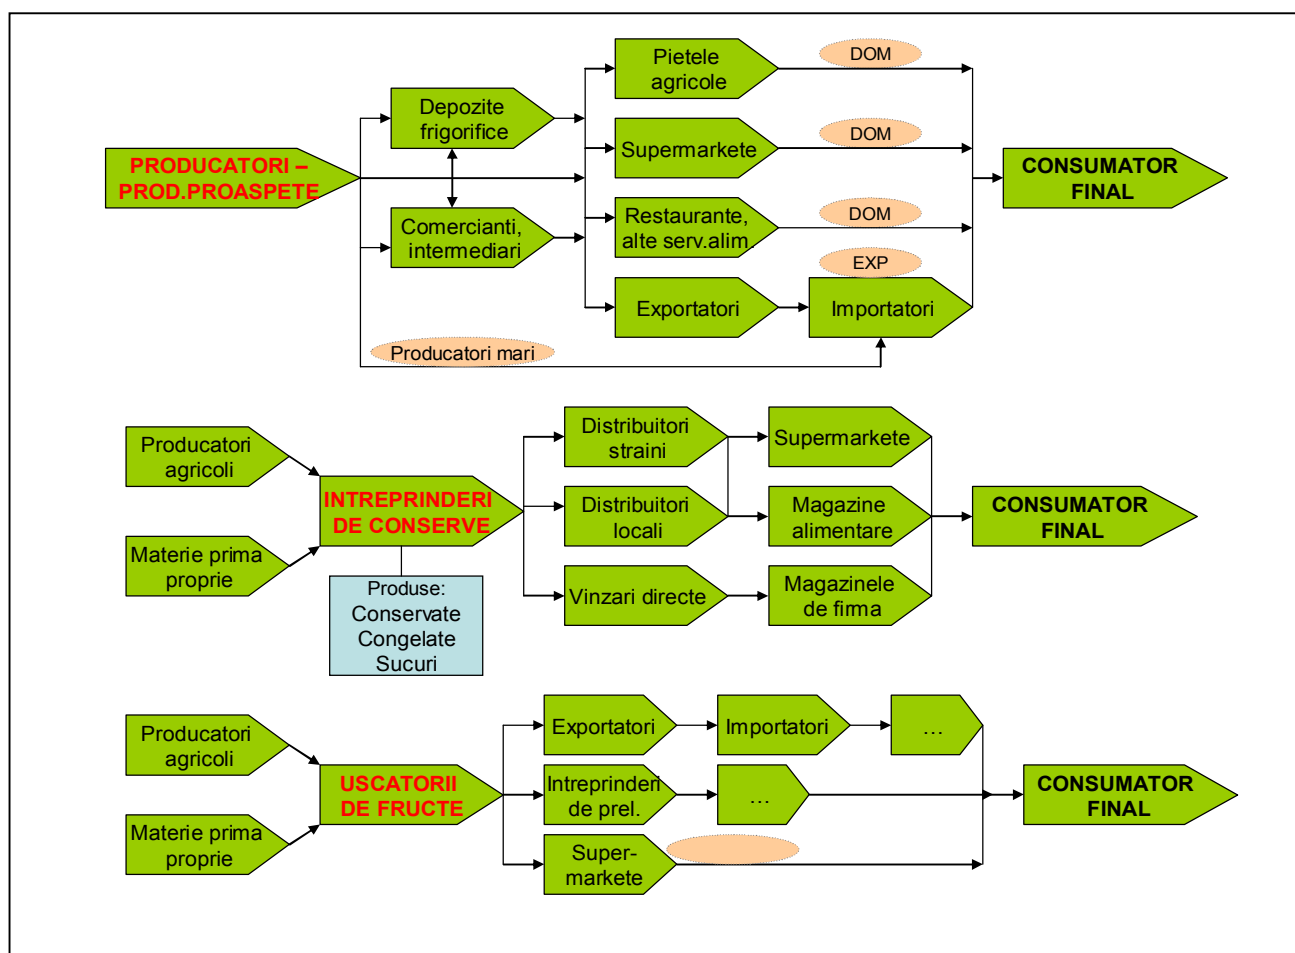 Pietele
agricole
DOM
Depozite
frigorifice
Supermarkete
DOM
PRODUCATORI –
PROD.PROASPETE
CONSUMATOR
FINAL
Comercianti,
intermediari
Restaurante,
alte serv.alim.
DOM
EXP
Exportatori
Importatori
Producatori mari
Producatori
agricoli
Distribuitori
straini
Supermarkete
INTREPRINDERI
DE CONSERVE
Distribuitori
locali
Magazine
alimentare
CONSUMATOR
FINAL
Materie prima
proprie
Produse:
Conservate
Congelate
Sucuri
Vinzari directe
Magazinele
de firma
Producatori
agricoli
Exportatori
Importatori
…
USCATORII
DE FRUCTE
Intreprinderi
de prel.
…
CONSUMATOR
FINAL
Materie prima
proprie
Super-
markete